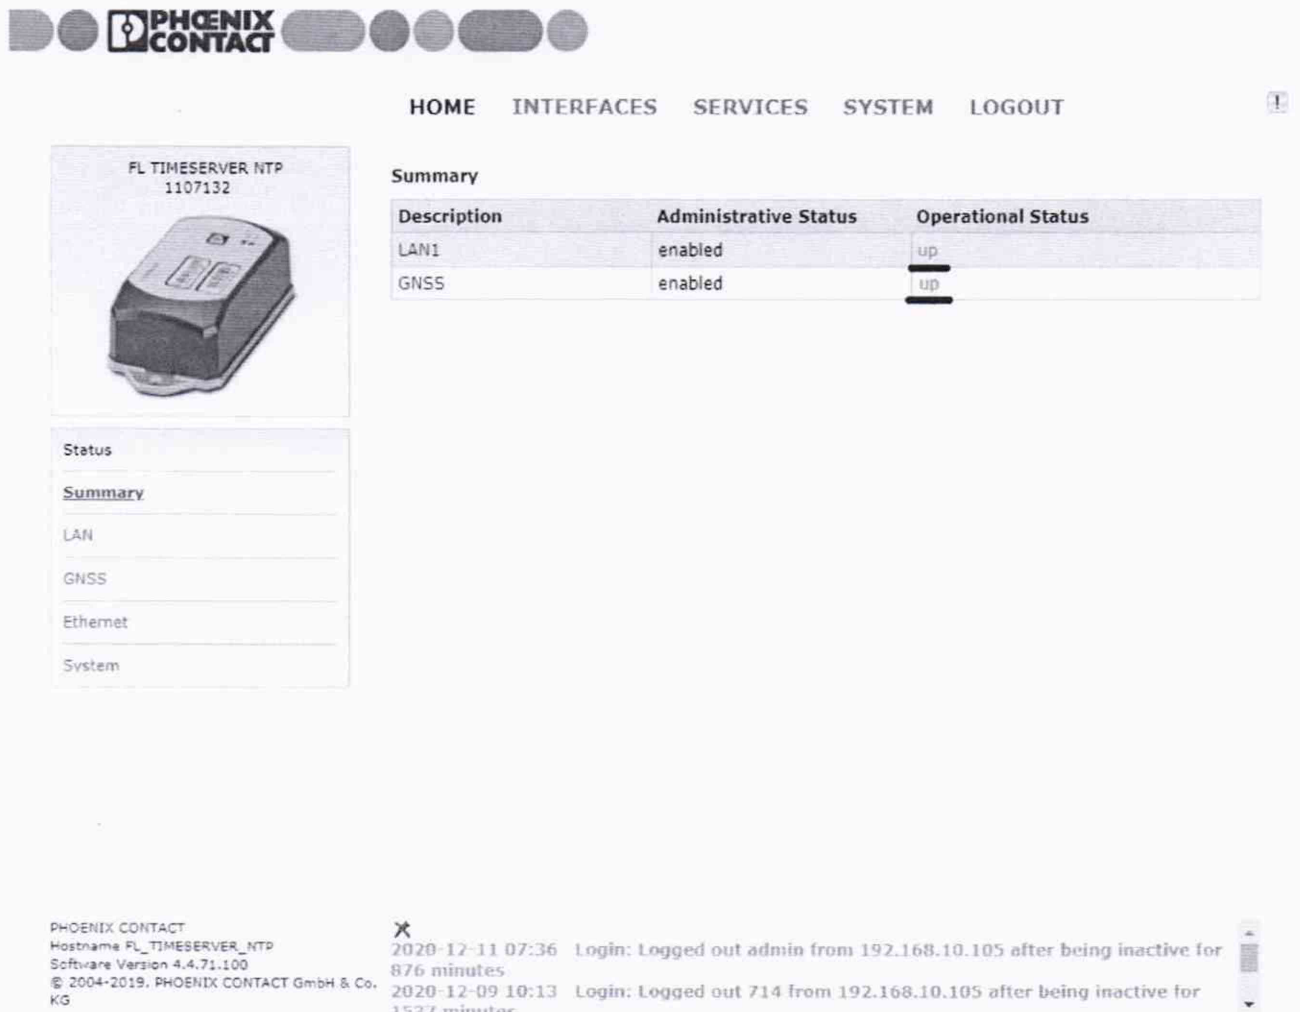 PHŒNIX
CONTACT
HOME INTERFACES SERVICES SYSTEM LOGOUT
FL TIMESERVER NTP
1107132
Summary
Description Administrative Status Operational Status
LAN1 enabled up
GNSS enabled up
Status
Summary
LAN
GNSS
Ethernet
System
PHOENIX CONTACT
Hostname FL_TIMESERVER_NTP
Software Version 4.4.71.100
© 2004-2019. PHOENIX CONTACT GmbH & Co.
KG
2020-12-11 07:36 Login: Logged out admin from 192.168.10.105 after being inactive for
876 minutes
2020-12-09 10:13 Login: Logged out 714 from 192.168.10.105 after being inactive for
1527 minutes